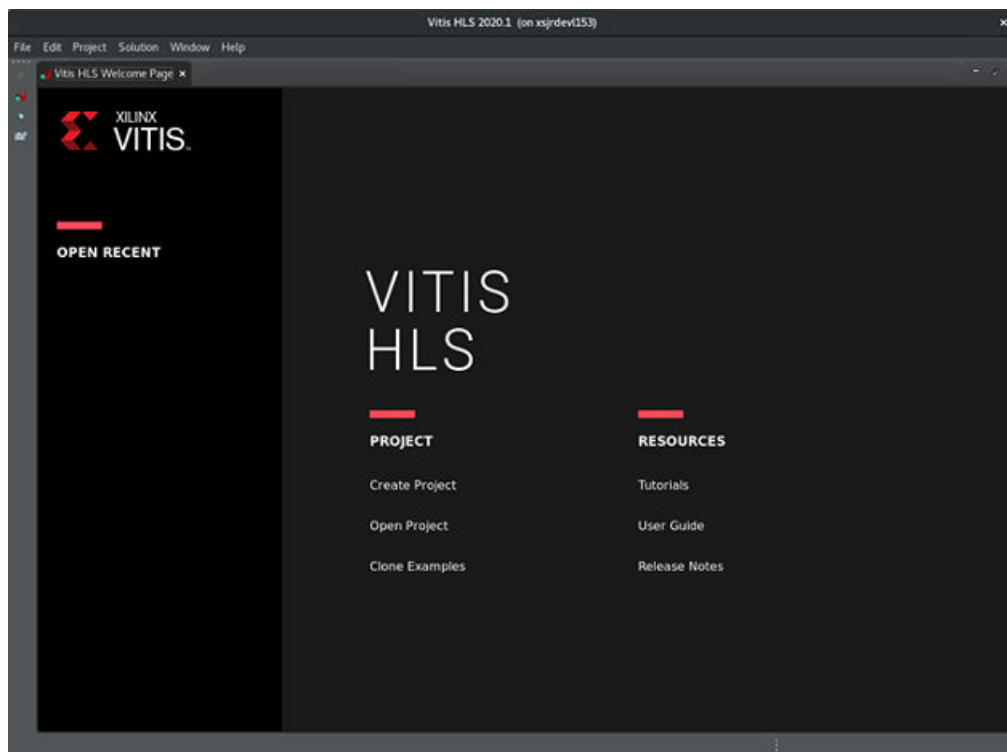 Vitis HLS 2020.1 (on xsjrdevl153)
File Edit Project Solution Window Help
Vitis HLS Welcome Page
XILINX
VITIS™
OPEN RECENT
VITIS
HLS
PROJECT
RESOURCES
Create Project
Tutorials
Open Project
User Guide
Clone Examples
Release Notes